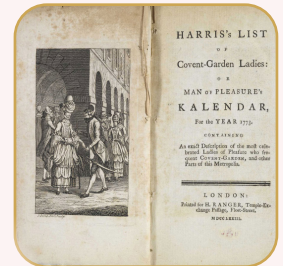 HARRIS's LIST
OF
Covent-Garden Ladies:
OR
MAN OF PLEASURE's
KALENDAR,
For the YEAR 1773.
CONTAINING
An exact Description of the most cele-
brated Ladies of Pleasure who fre-
quent COVENT-GARDEN, and other
Parts of this Metropolis.
LONDON:
Printed for H. RANGER, Temple-Ex-
change Passage, Fleet-Street.
MDCCLXXIII.